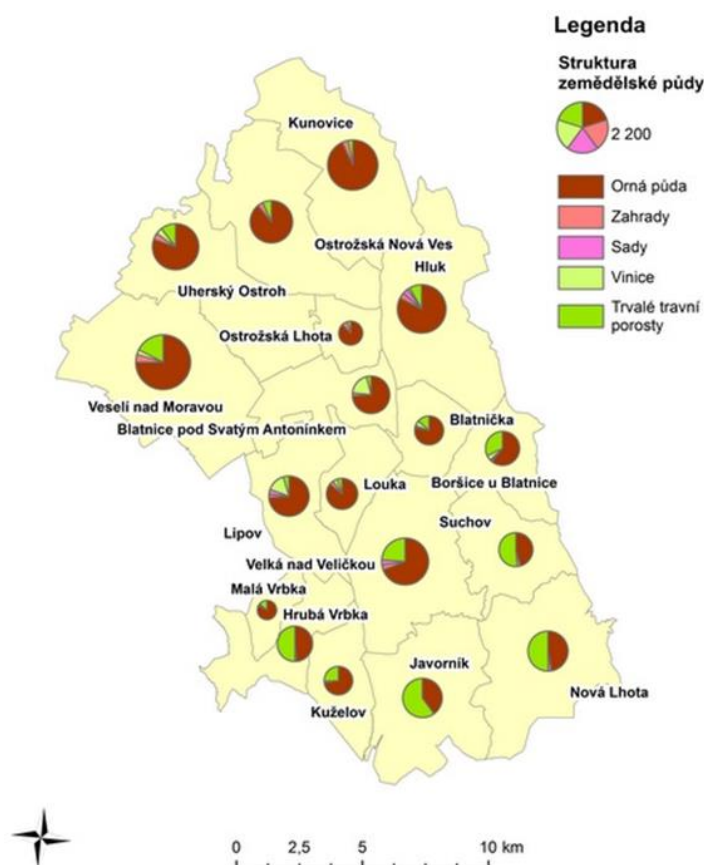 Legenda
Struktura
zemědělské půdy
2 200
Orná půda
Zahrady
Sady
Vinice
Trvalé travní
porosty
Kunovice
Ostrožská Nová Ves
Hluk
Uherský Ostroh
Ostrožská Lhota
Veselí nad Moravou
Blatnice pod Svatým Antonínkem
Blatnička
Louka
Boršice u Blatnice
Suchov
Lipov
Velká nad Veličkou
Malá Vrbka
Hrubá Vrbka
Javorník
Nová Lhota
Kuželov
0 2,5 5 10 km